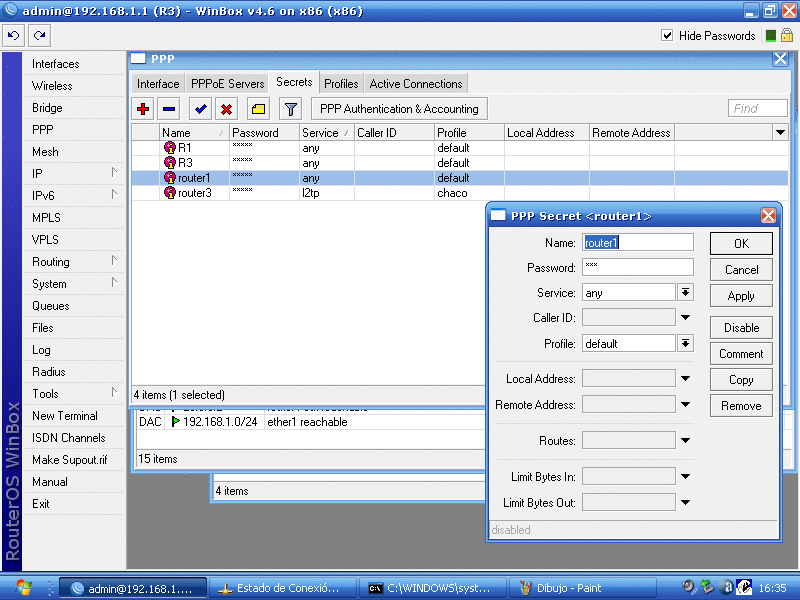 admin@192.168.1.1 (R3) - WinBox v4.6 on x86 (x86)
Hide Passwords
Interfaces
Wireless
Bridge
PPP
Mesh
IP
IPv6
MPLS
VPLS
Routing
System
Queues
Files
Log
Radius
Tools
New Terminal
ISDN Channels
Make Supout.rif
Manual
Exit
RouterOS WinBox
PPP
Interface PPPoE Servers Secrets Profiles Active Connections
PPP Authentication & Accounting Find
Name Password Service Caller ID Profile Local Address Remote Address
R1 ***** any default
R3 ***** any default
router1 ***** any default
router3 ***** l2tp chaco
4 items (1 selected)
DAC 192.168.1.0/24 ether1 reachable
15 items
4 items
PPP Secret <router1>
Name: router1 OK
Password: *** Cancel
Service: any Apply
Caller ID: Disable
Profile: default Comment
Local Address: Copy
Remote Address: Remove
Routes:
Limit Bytes In:
Limit Bytes Out:
disabled
admin@192.168.1.... Estado de Conexió... C:\WINDOWS\syst... Dibujo - Paint 16:35